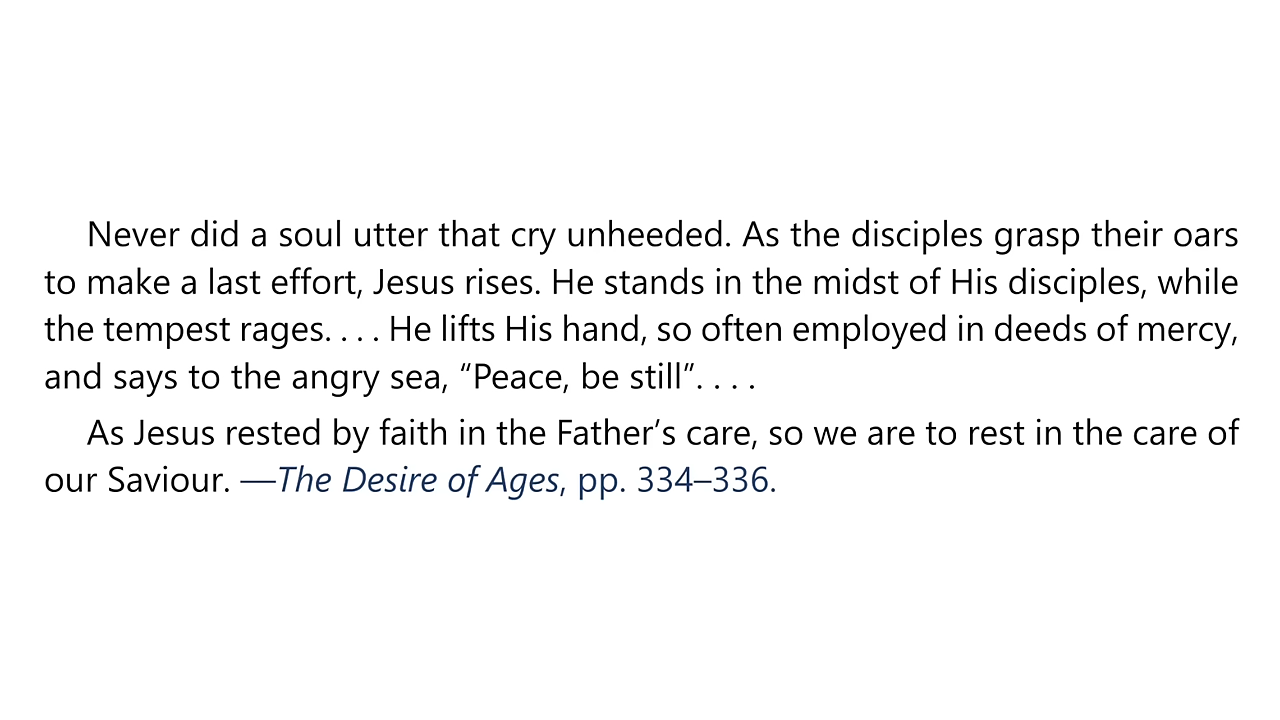 Never did a soul utter that cry unheeded. As the disciples grasp their oars
to make a last effort, Jesus rises. He stands in the midst of His disciples, while
the tempest rages. . . . He lifts His hand, so often employed in deeds of mercy,
and says to the angry sea, “Peace, be still”. . . .
As Jesus rested by faith in the Father’s care, so we are to rest in the care of
our Saviour. —The Desire of Ages, pp. 334–336.